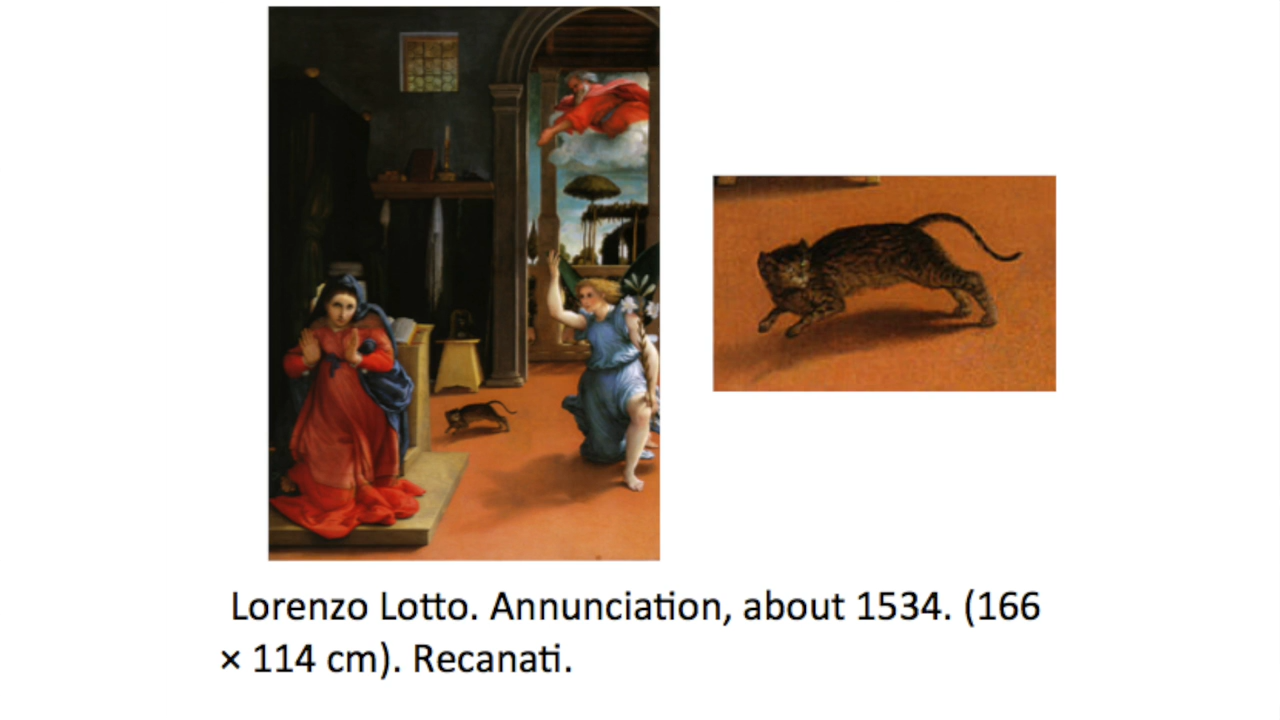 Lorenzo Lotto. Annunciation, about 1534. (166
× 114 cm). Recanati.